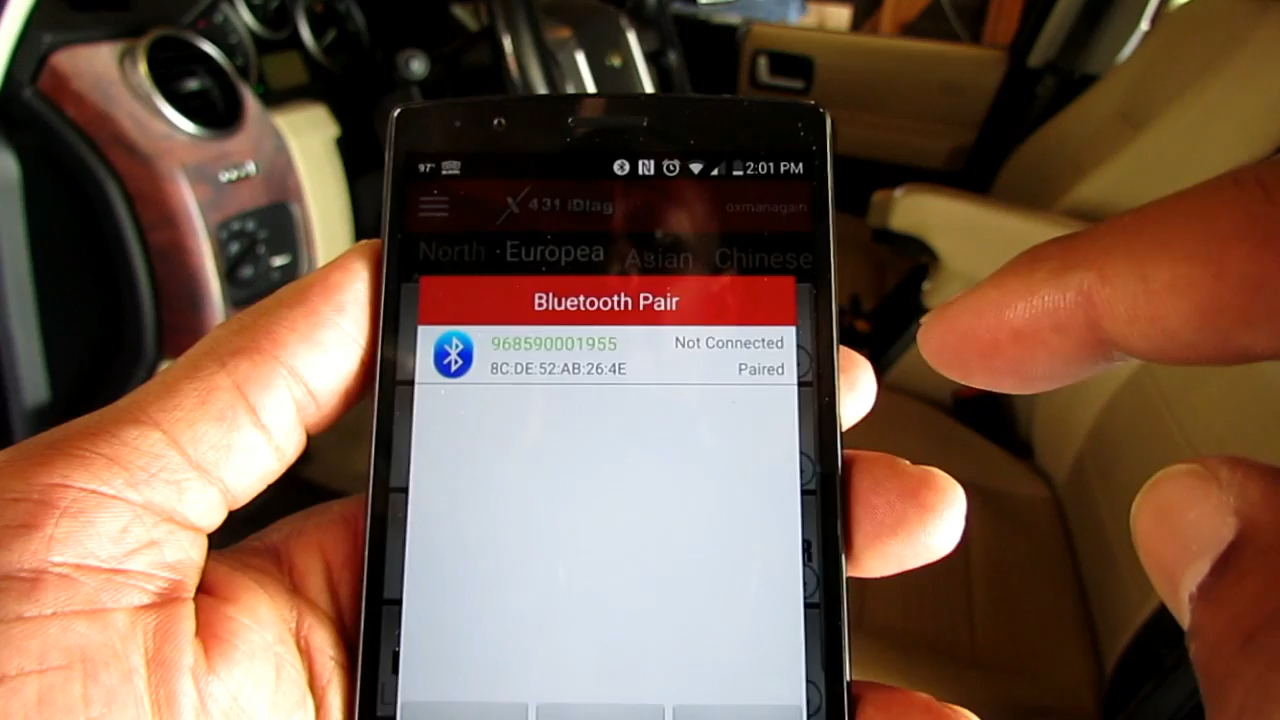 97° 2:01 PM
X 431 iDiag oxmanagain
North Europea Asian Chinese
Bluetooth Pair
968590001955 Not Connected
8C:DE:52:AB:26:4E Paired
R